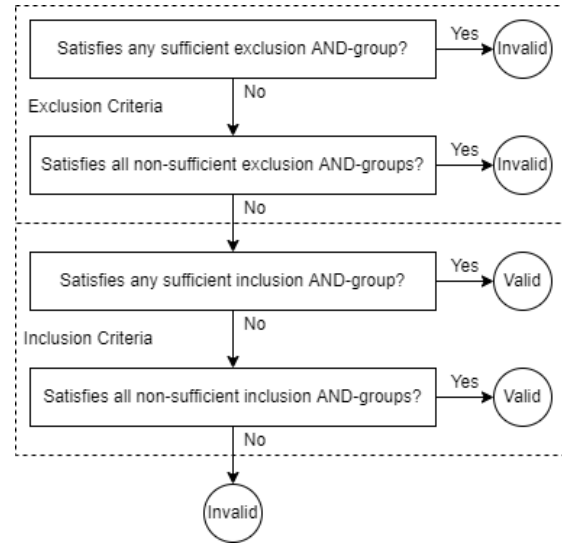 Satisfies any sufficient exclusion AND-group?
Yes
Invalid
No
Exclusion Criteria
Satisfies all non-sufficient exclusion AND-groups?
Yes
Invalid
No
Satisfies any sufficient inclusion AND-group?
Yes
Valid
No
Inclusion Criteria
Satisfies all non-sufficient inclusion AND-groups?
Yes
Valid
No
Invalid